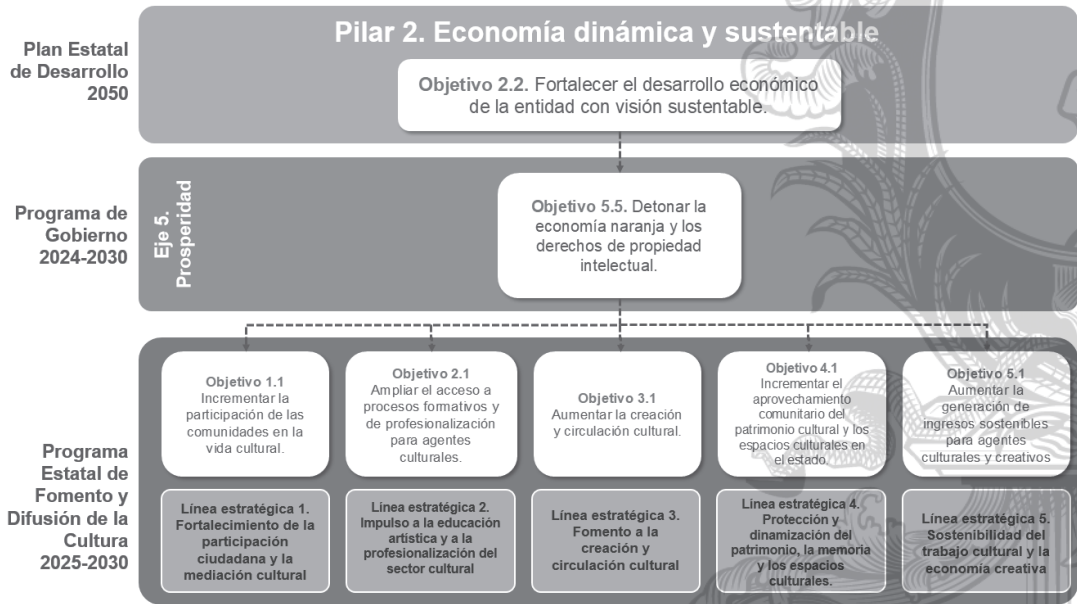 Plan Estatal
de Desarrollo
2050
Pilar 2. Economía dinámica y sustentable
Objetivo 2.2. Fortalecer el desarrollo económico
de la entidad con visión sustentable.
Programa de
Gobierno
2024-2030
Eje 5.
Prosperidad
Objetivo 5.5. Detonar la
economía naranja y los
derechos de propiedad
intelectual.
Programa
Estatal de
Fomento y
Difusión de la
Cultura
2025-2030
Objetivo 1.1
Incrementar la
participación de las
comunidades en la
vida cultural.
Objetivo 2.1
Ampliar el acceso a
procesos formativos y
de profesionalización
para agentes
culturales.
Objetivo 3.1
Aumentar la creación
y circulación cultural.
Objetivo 4.1
Incrementar el
aprovechamiento
comunitario del
patrimonio cultural y los
espacios culturales en
el estado.
Objetivo 5.1
Aumentar la
generación de
ingresos sostenibles
para agentes
culturales y creativos
Línea estratégica 1.
Fortalecimiento de la
participación
ciudadana y la
mediación cultural
Línea estratégica 2.
Impulso a la educación
artística y a la
profesionalización del
sector cultural
Línea estratégica 3.
Fomento a la
creación y
circulación cultural
Línea estratégica 4.
Protección y
dinamización del
patrimonio, la memoria
y los espacios
culturales.
Línea estratégica 5.
Sostenibilidad del
trabajo cultural y la
economía creativa